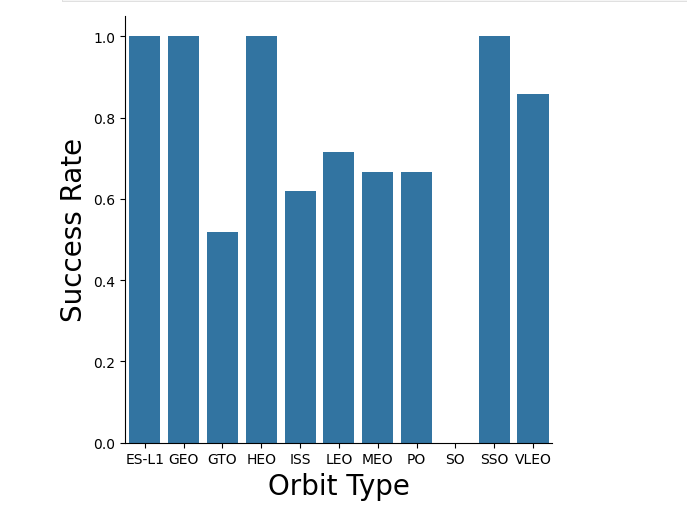 1.0
0.8
0.6
0.4
0.2
0.0
Success Rate
ES-L1 GEO GTO HEO ISS LEO MEO PO SO SSO VLEO
Orbit Type